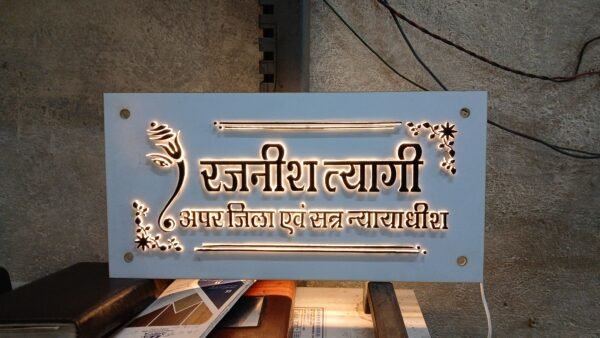 रजनीश त्यागी
अपर जिला एवं सत्र न्यायाधीश